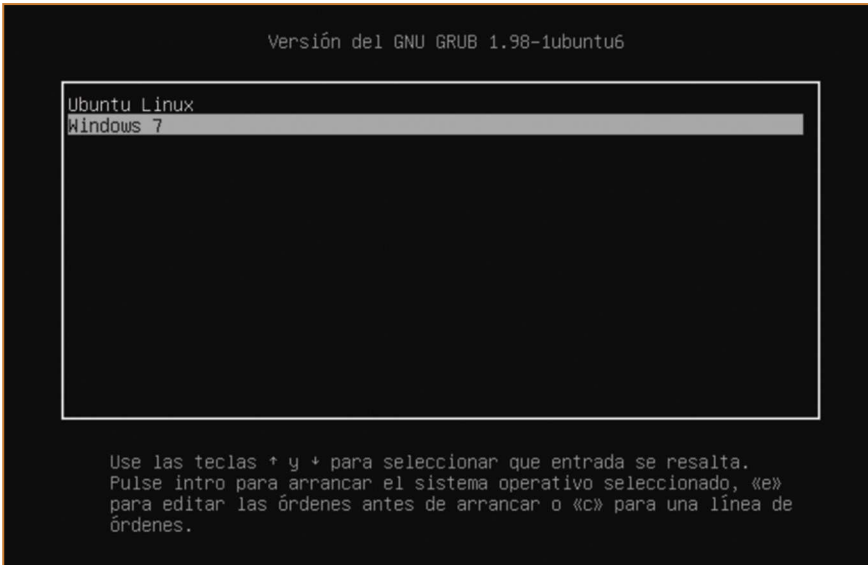 Versión del GNU GRUB 1.98-1ubuntu6
Ubuntu Linux
Windows 7
Use las teclas ↑ y ↓ para seleccionar que entrada se resalta.
Pulse intro para arrancar el sistema operativo seleccionado, «e»
para editar las órdenes antes de arrancar o «c» para una línea de
órdenes.